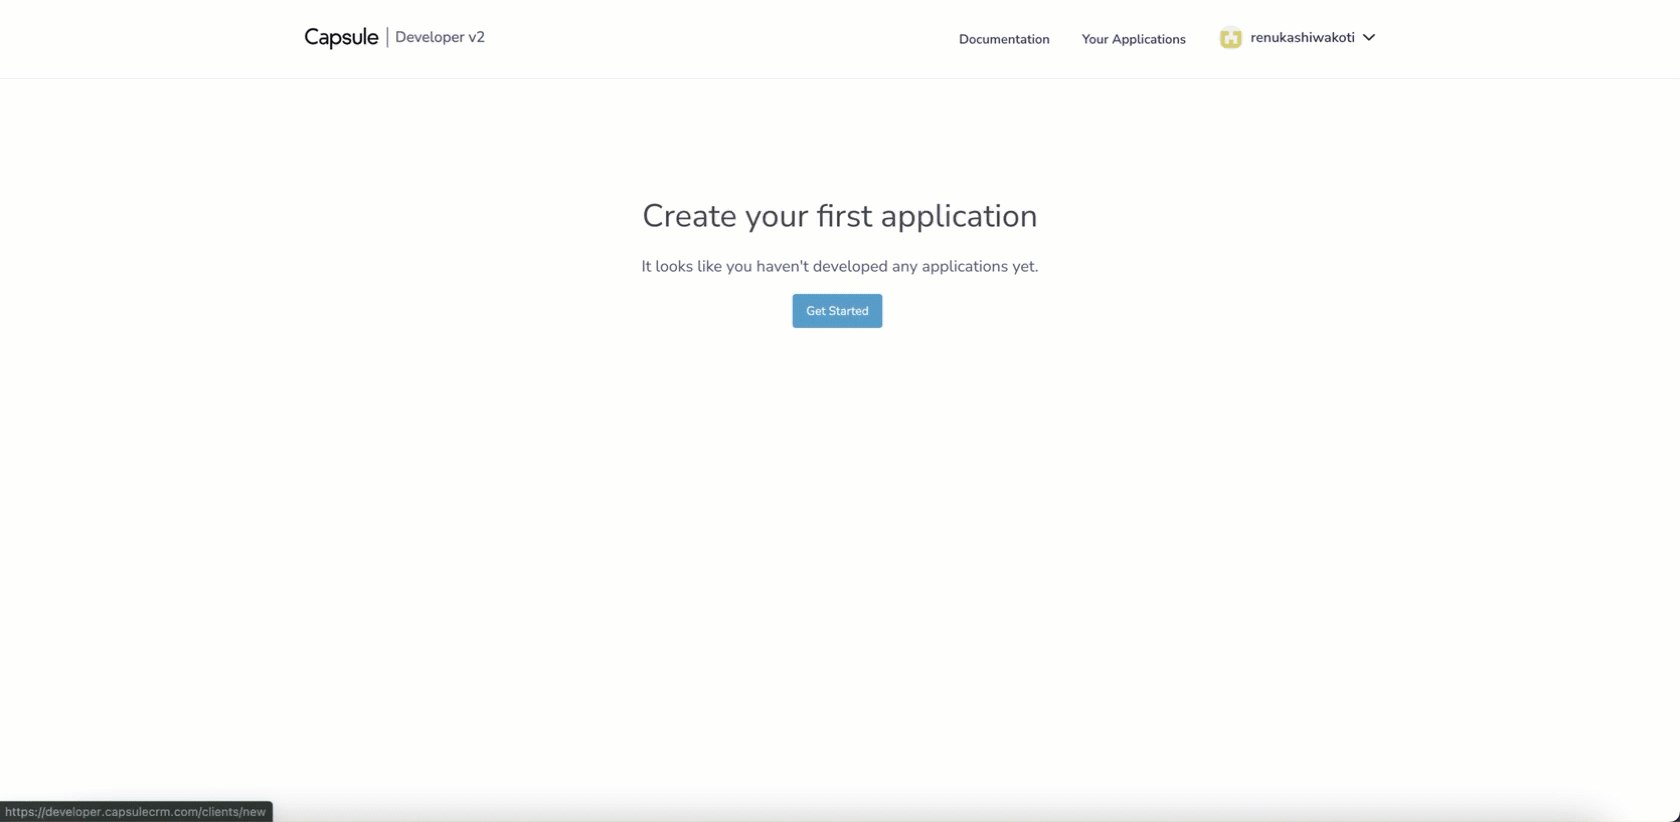 Capsule | Developer v2
Documentation
Your Applications
renukashiwakoti
Create your first application
It looks like you haven't developed any applications yet.
Get Started
https://developer.capsulecrm.com/clients/new